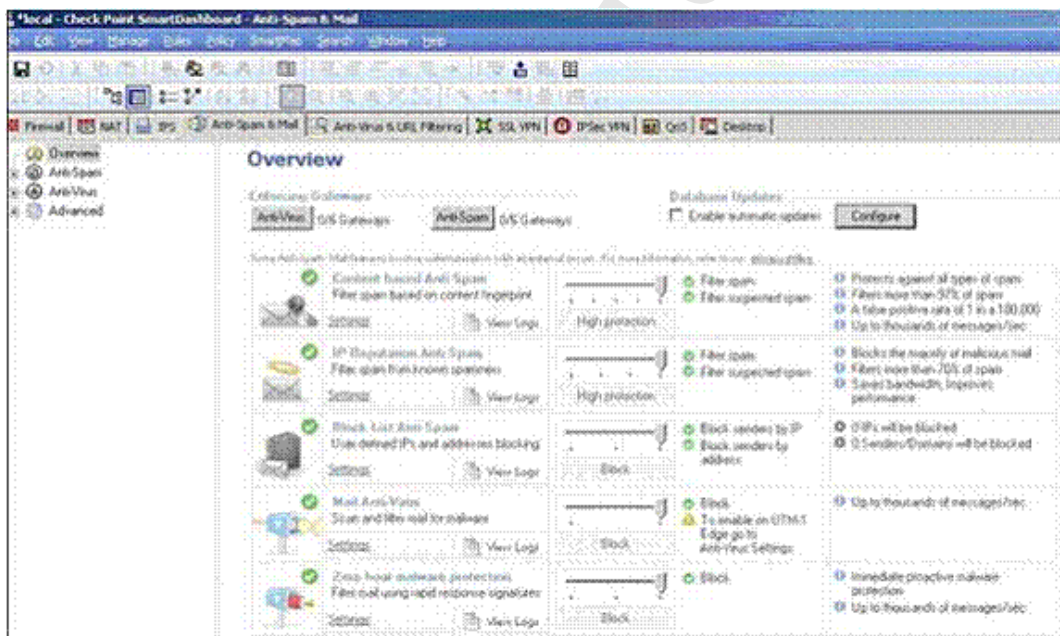 *local - Check Point SmartDashboard - Anti-Spam & Mail
Edit View Manage Rules Policy SmartMap Search Window Help
Firewall NAT IPS Anti-Spam & Mail Anti-Virus & URL Filtering SSL VPN IPSec VPN QoS Desktop
Overview
Anti-Spam
Anti-Virus
Advanced
Overview
Enforcing Gateways
Anti-Virus 0/6 Gateways Anti-Spam 0/6 Gateways
Database Updates
Enable automatic updates Configure
Content based Anti Spam
Filter spam based on content fingerprint
Settings View Logs
High protection
Filter spam
Filter suspected spam
Protects against all types of spam
Filters more than 97% of spam
A false positive rate of 1 in a 100,000
Up to thousands of messages/sec
IP Reputation Anti Spam
Filter spam from known spammers
Settings View Logs
High protection
Filter spam
Filter suspected spam
Blocks the majority of malicious mail
Filters more than 70% of spam
Saves bandwidth, improves
performance
Block List Anti Spam
User defined IPs and addresses blocking
Settings View Logs
Block
Block senders by IP
Block senders by
address
0 IPs will be blocked
0 Senders/Domains will be blocked
Mail Anti-Virus
Scan and filter mail for malware
Settings View Logs
Block
Block
To enable on UTM-1
Edge go to
Anti-Virus Settings
Up to thousands of messages/sec
Zero hour malware protection
Filter mail using rapid response signatures
Settings View Logs
Block
Block
Immediate proactive malware
protection
Up to thousands of messages/sec